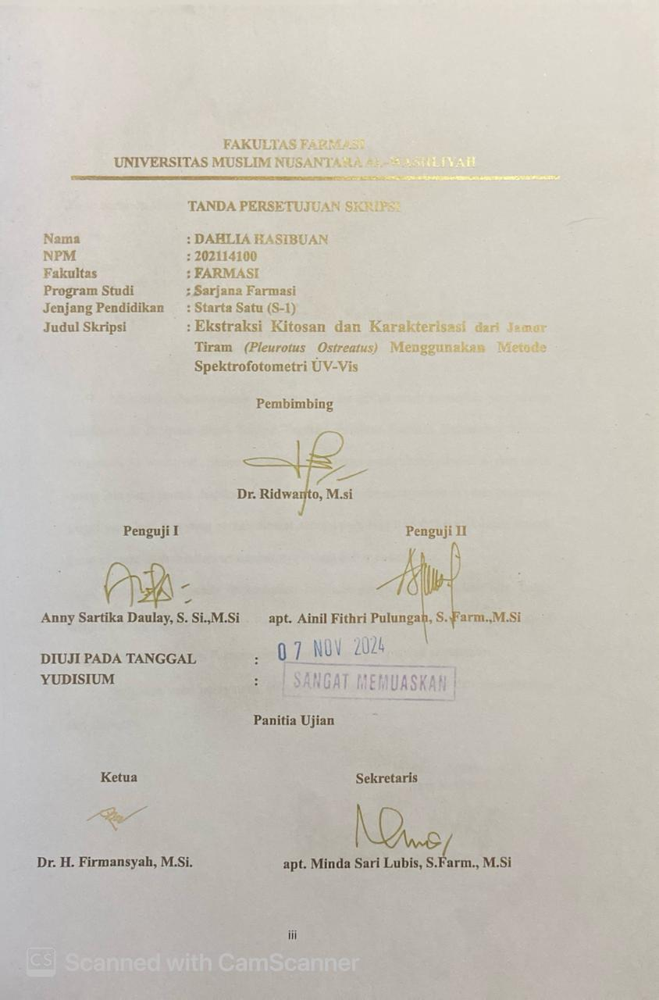 FAKULTAS FARMASI
UNIVERSITAS MUSLIM NUSANTARA AL-WASHLIYAH
TANDA PERSETUJUAN SKRIPSI
Nama : DAHLIA HASIBUAN
NPM : 202114100
Fakultas : FARMASI
Program Studi : Sarjana Farmasi
Jenjang Pendidikan : Starta Satu (S-1)
Judul Skripsi : Ekstraksi Kitosan dan Karakterisasi dari Jamur
Tiram (Pleurotus Ostreatus) Menggunakan Metode
Spektrofotometri UV-Vis
Pembimbing
Dr. Ridwanto, M.si
Penguji I Penguji II
Anny Sartika Daulay, S. Si.,M.Si apt. Ainil Fithri Pulungan, S. Farm.,M.Si
DIUJI PADA TANGGAL : 07 NOV 2024
YUDISIUM : SANGAT MEMUASKAN
Panitia Ujian
Ketua Sekretaris
Dr. H. Firmansyah, M.Si. apt. Minda Sari Lubis, S.Farm., M.Si
iii
CS Scanned with CamScanner